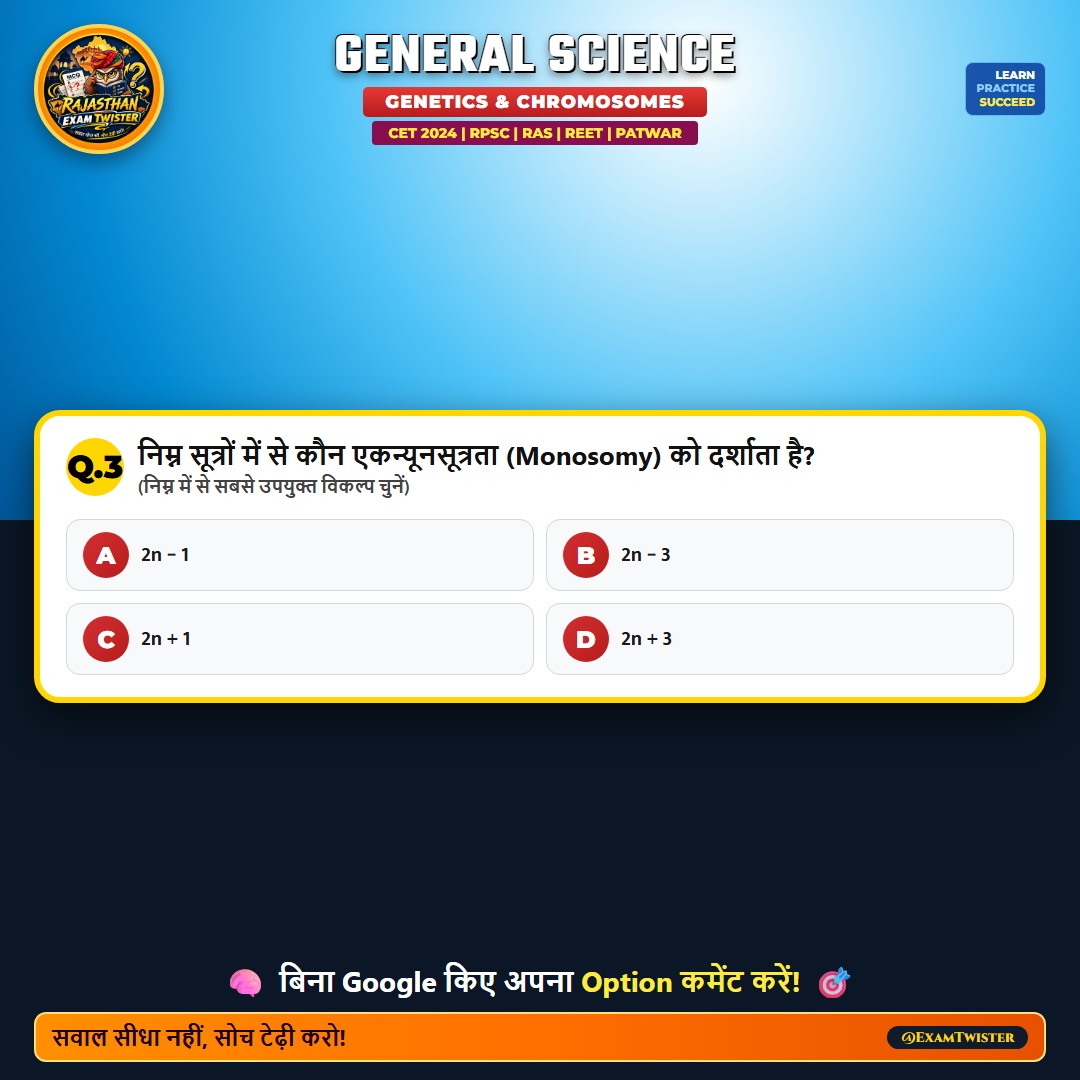 MCQ
RAJASTHAN
EXAM TWISTER
GENERAL SCIENCE
GENETICS & CHROMOSOMES
CET 2024 | RPSC | RAS | REET | PATWAR
LEARN
PRACTICE
SUCCEED
Q.3
निम्न सूत्रों में से कौन एकन्यूनसूत्रता (Monosomy) को दर्शाता है?
(निम्न में से सबसे उपयुक्त विकल्प चुनें)
A 2n − 1
B 2n − 3
C 2n + 1
D 2n + 3
बिना Google किए अपना Option कमेंट करें!
सवाल सीधा नहीं, सोच टेढ़ी करो!
@ExamTwister